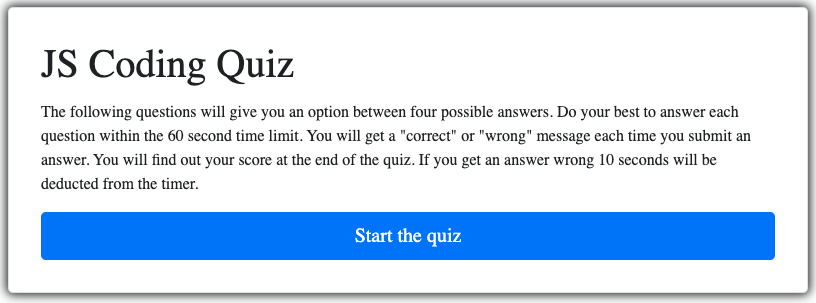 JS Coding Quiz
The following questions will give you an option between four possible answers. Do your best to answer each
question within the 60 second time limit. You will get a "correct" or "wrong" message each time you submit an
answer. You will find out your score at the end of the quiz. If you get an answer wrong 10 seconds will be
deducted from the timer.
Start the quiz